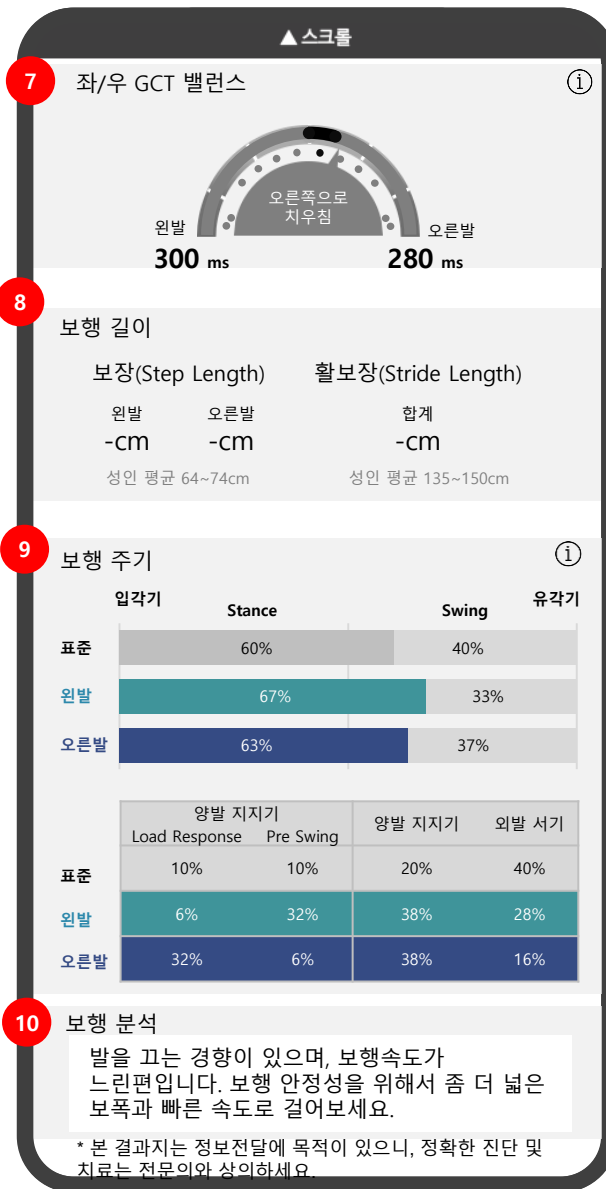 ▲스크롤
7
좌/우 GCT 밸런스
i
오른쪽으로
치우침
왼발
오른발
300 ms
280 ms
8
보행 길이
보장(Step Length)
활보장(Stride Length)
왼발
오른발
합계
-cm
-cm
-cm
성인 평균 64~74cm
성인 평균 135~150cm
9
보행 주기
i
입각기
Stance
Swing
유각기
표준
60%
40%
왼발
67%
33%
오른발
63%
37%
양발 지지기
Load Response
Pre Swing
양발 지지기
외발 서기
표준
10%
10%
20%
40%
왼발
6%
32%
38%
28%
오른발
32%
6%
38%
16%
10
보행 분석
발을 끄는 경향이 있으며, 보행속도가
느린편입니다. 보행 안정성을 위해서 좀 더 넓은
보폭과 빠른 속도로 걸어보세요.
* 본 결과지는 정보전달에 목적이 있으니, 정확한 진단 및
치료는 전문의와 상의하세요.